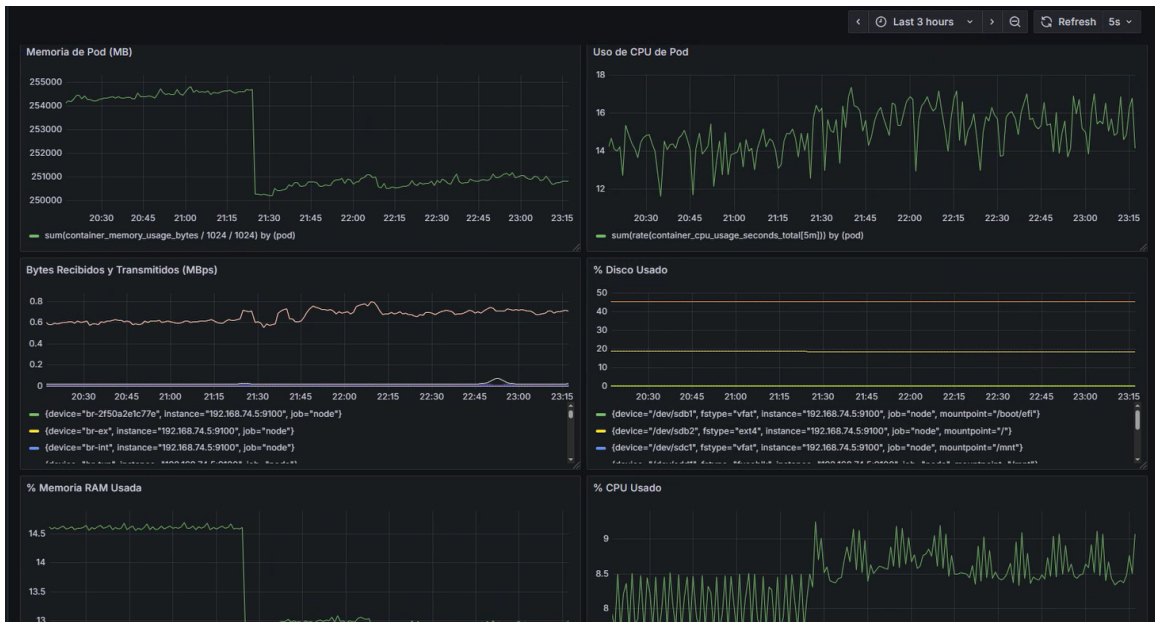 Last 3 hours
Refresh 5s
Memoria de Pod (MB)
255000
254000
253000
252000
251000
250000
20:30 20:45 21:00 21:15 21:30 21:45 22:00 22:15 22:30 22:45 23:00 23:15
sum(container_memory_usage_bytes / 1024 / 1024) by (pod)
Uso de CPU de Pod
18
16
14
12
20:30 20:45 21:00 21:15 21:30 21:45 22:00 22:15 22:30 22:45 23:00 23:15
sum(rate(container_cpu_usage_seconds_total[5m])) by (pod)
Bytes Recibidos y Transmitidos (MBps)
0.8
0.6
0.4
0.2
0
20:30 20:45 21:00 21:15 21:30 21:45 22:00 22:15 22:30 22:45 23:00 23:15
{device="br-2f50a2e1c77e", instance="192.168.74.5:9100", job="node"}
{device="br-ex", instance="192.168.74.5:9100", job="node"}
{device="br-int", instance="192.168.74.5:9100", job="node"}
% Disco Usado
50
40
30
20
10
0
20:30 20:45 21:00 21:15 21:30 21:45 22:00 22:15 22:30 22:45 23:00 23:15
{device="/dev/sdb1", fstype="vfat", instance="192.168.74.5:9100", job="node", mountpoint="/boot/efi"}
{device="/dev/sdb2", fstype="ext4", instance="192.168.74.5:9100", job="node", mountpoint="/"}
{device="/dev/sdc1", fstype="vfat", instance="192.168.74.5:9100", job="node", mountpoint="/mnt"}
% Memoria RAM Usada
14.5
14
13.5
13
% CPU Usado
9
8.5
8